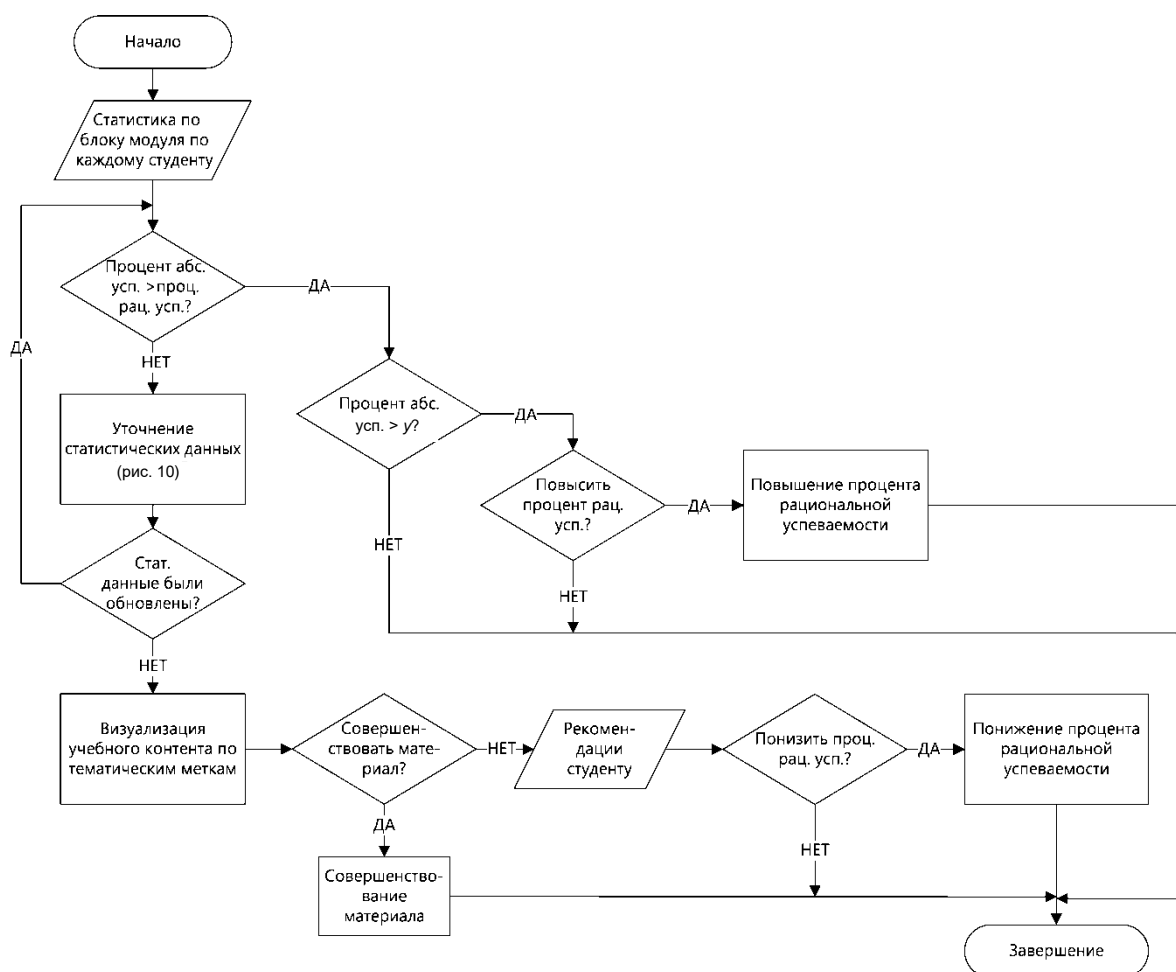 Начало
Статистика по
блоку модуля по
каждому студенту
Процент абс.
усп. >проц.
рац. усп.?
ДА
ДА
НЕТ
Процент абс.
усп. > y?
ДА
Уточнение
статистических данных
(рис. 10)
Повысить
процент рац.
усп.?
ДА
Повышение процента
рациональной
успеваемости
НЕТ
Стат.
данные были
обновлены?
НЕТ
НЕТ
Визуализация
учебного контента по
тематическим меткам
Совершен-
ствовать мате-
риал?
НЕТ
Рекомен-
дации
студенту
Понизить проц.
рац. усп.?
ДА
Понижение процента
рациональной
успеваемости
ДА
НЕТ
Совершенство-
вание
материала
Завершение